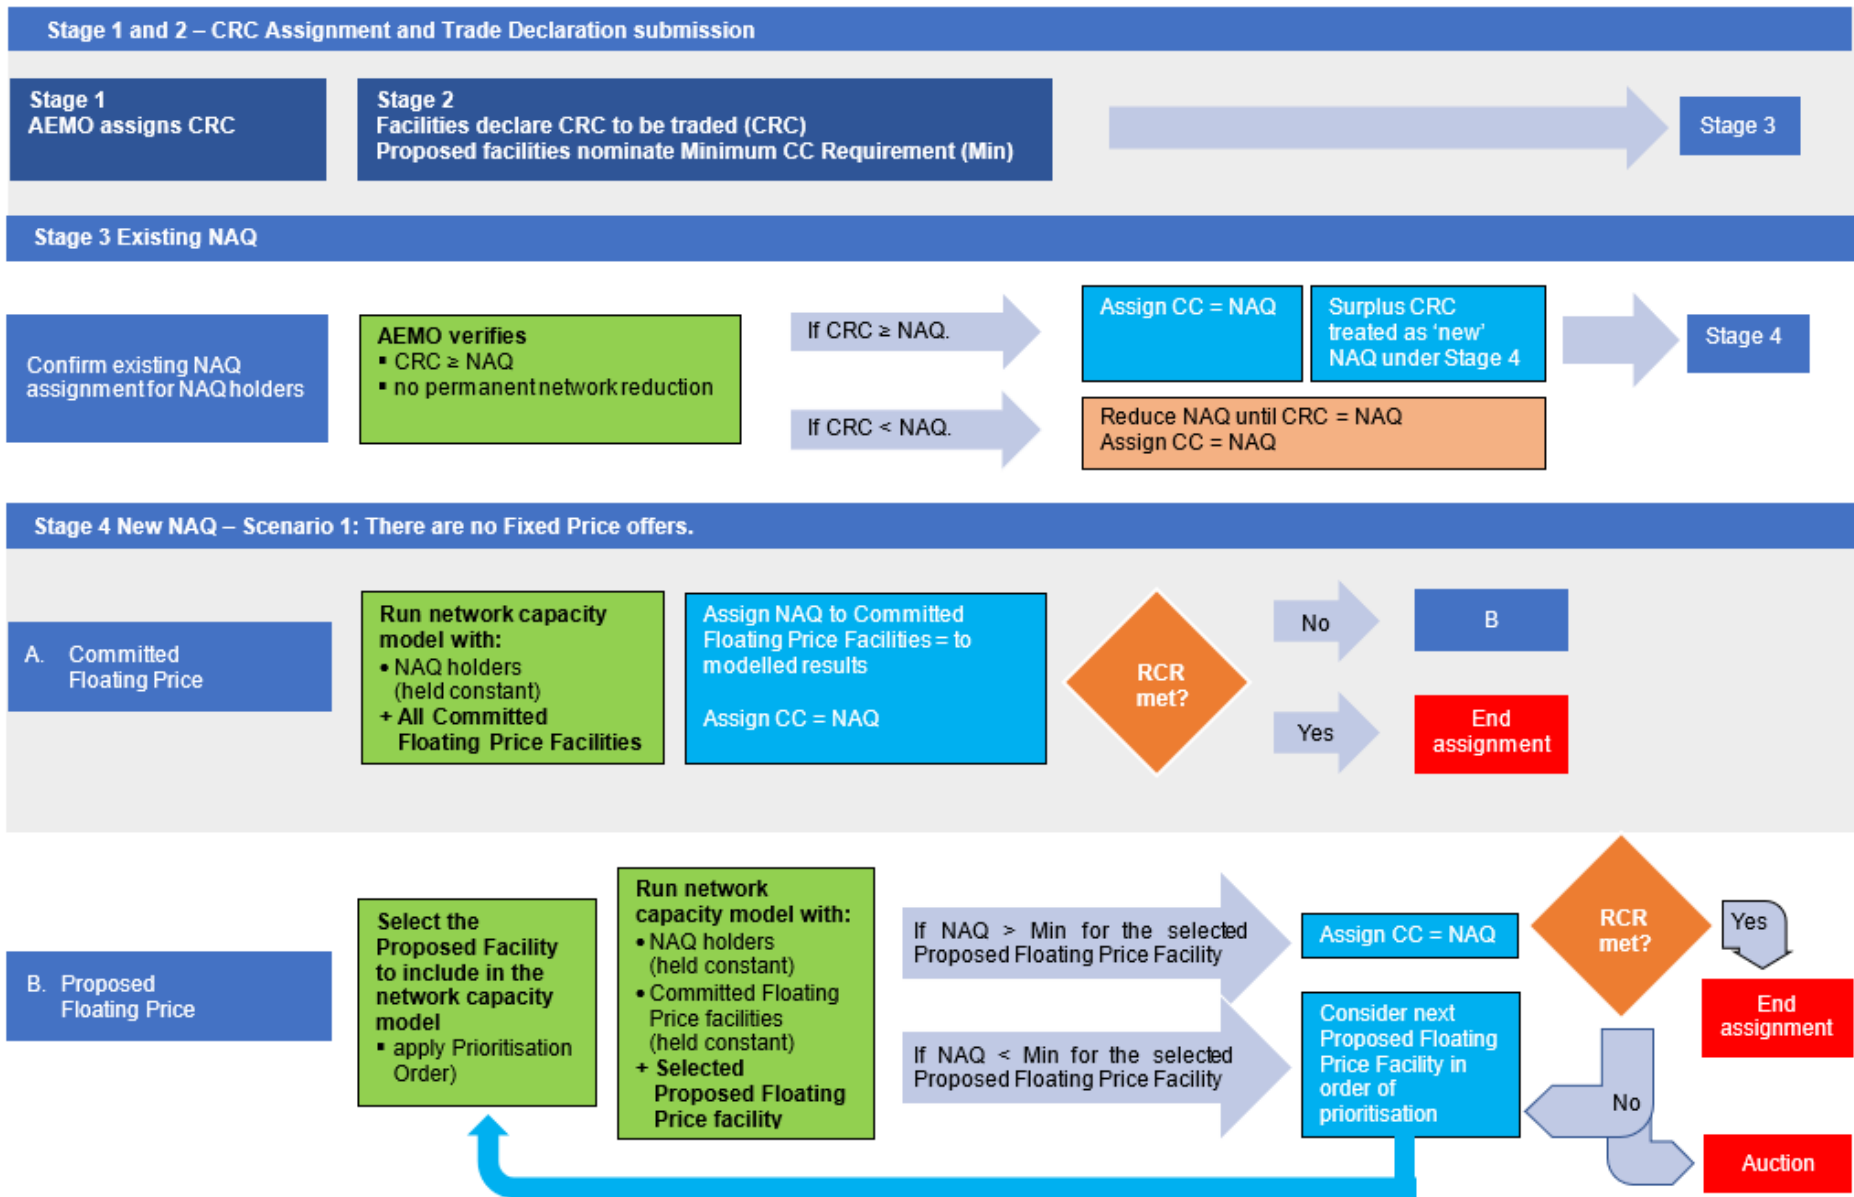 Stage 1 and 2 – CRC Assignment and Trade Declaration submission
Stage 1
AEMO assigns CRC
Stage 2
Facilities declare CRC to be traded (CRC)
Proposed facilities nominate Minimum CC Requirement (Min)
Stage 3
Stage 3 Existing NAQ
Confirm existing NAQ
assignment for NAQ holders
AEMO verifies
▪ CRC ≥ NAQ
▪ no permanent network reduction
If CRC ≥ NAQ.
Assign CC = NAQ
Surplus CRC
treated as ‘new’
NAQ under Stage 4
Stage 4
If CRC < NAQ.
Reduce NAQ until CRC = NAQ
Assign CC = NAQ
Stage 4 New NAQ – Scenario 1: There are no Fixed Price offers.
A. Committed
Floating Price
Run network capacity
model with:
• NAQ holders
(held constant)
+ All Committed
Floating Price Facilities
Assign NAQ to Committed
Floating Price Facilities = to
modelled results
Assign CC = NAQ
RCR
met?
No
B
Yes
End
assignment
B. Proposed
Floating Price
Select the
Proposed Facility
to include in the
network capacity
model
▪ apply Prioritisation
Order)
Run network
capacity model with:
• NAQ holders
(held constant)
• Committed Floating
Price facilities
(held constant)
+ Selected
Proposed Floating
Price facility
If NAQ > Min for the selected
Proposed Floating Price Facility
Assign CC = NAQ
RCR
met?
Yes
End
assignment
If NAQ < Min for the selected
Proposed Floating Price Facility
Consider next
Proposed Floating
Price Facility in
order of
prioritisation
No
Auction